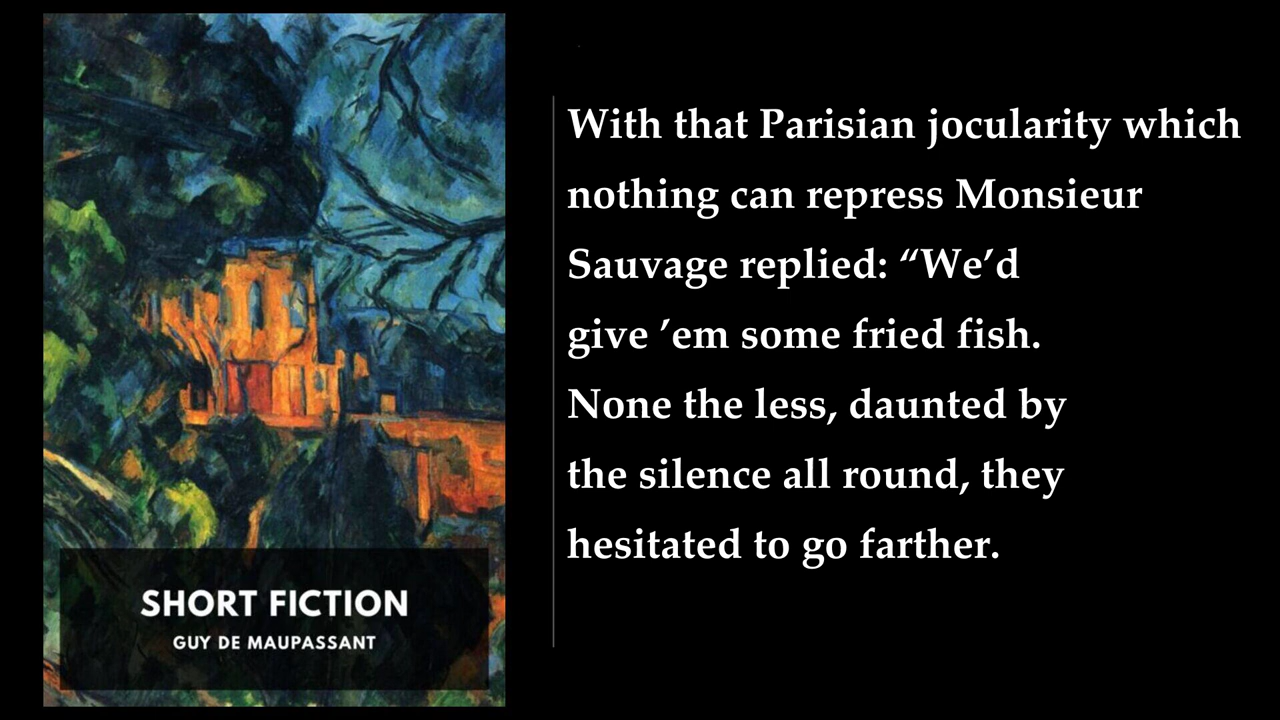 With that Parisian jocularity which
nothing can repress Monsieur
Sauvage replied: “We’d
give ’em some fried fish.
None the less, daunted by
the silence all round, they
hesitated to go farther.
SHORT FICTION
GUY DE MAUPASSANT